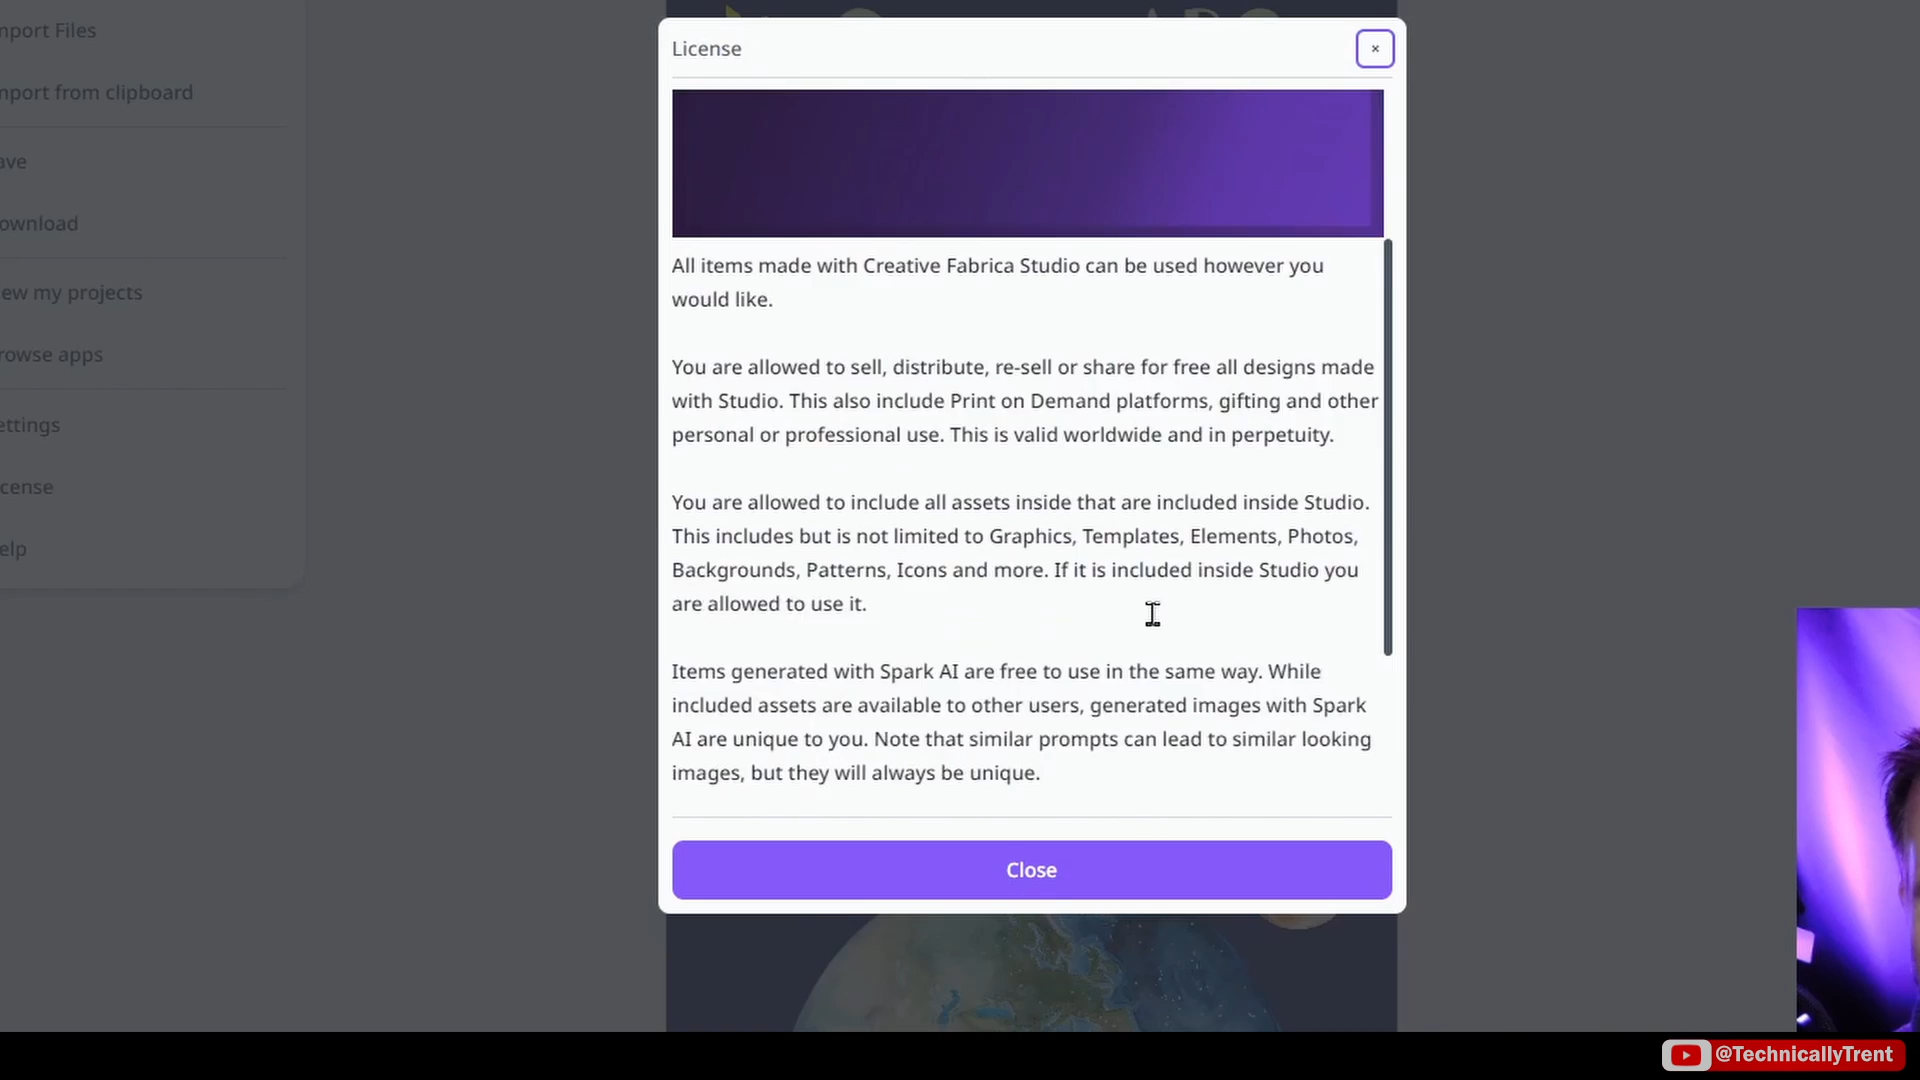 nport Files
nport from clipboard
ave
ownload
ew my projects
rowse apps
ettings
cense
elp
License
×
All items made with Creative Fabrica Studio can be used however you
would like.
You are allowed to sell, distribute, re-sell or share for free all designs made
with Studio. This also include Print on Demand platforms, gifting and other
personal or professional use. This is valid worldwide and in perpetuity.
You are allowed to include all assets inside that are included inside Studio.
This includes but is not limited to Graphics, Templates, Elements, Photos,
Backgrounds, Patterns, Icons and more. If it is included inside Studio you
are allowed to use it.
Items generated with Spark AI are free to use in the same way. While
included assets are available to other users, generated images with Spark
AI are unique to you. Note that similar prompts can lead to similar looking
images, but they will always be unique.
Close
@TechnicallyTrent